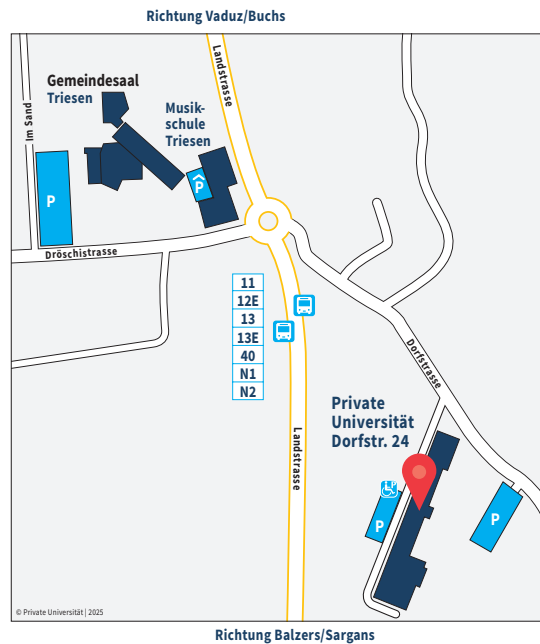 Richtung Vaduz/Buchs
Landstrasse
Gemeindesaal
Triesen
Im Sand
Musik-
schule
Triesen
P
P
Dröschistrasse
11
12E
13
13E
40
N1
N2
Dorfstrasse
Private
Universität
Dorfstr. 24
Landstrasse
P
P
© Private Universität | 2025
Richtung Balzers/Sargans